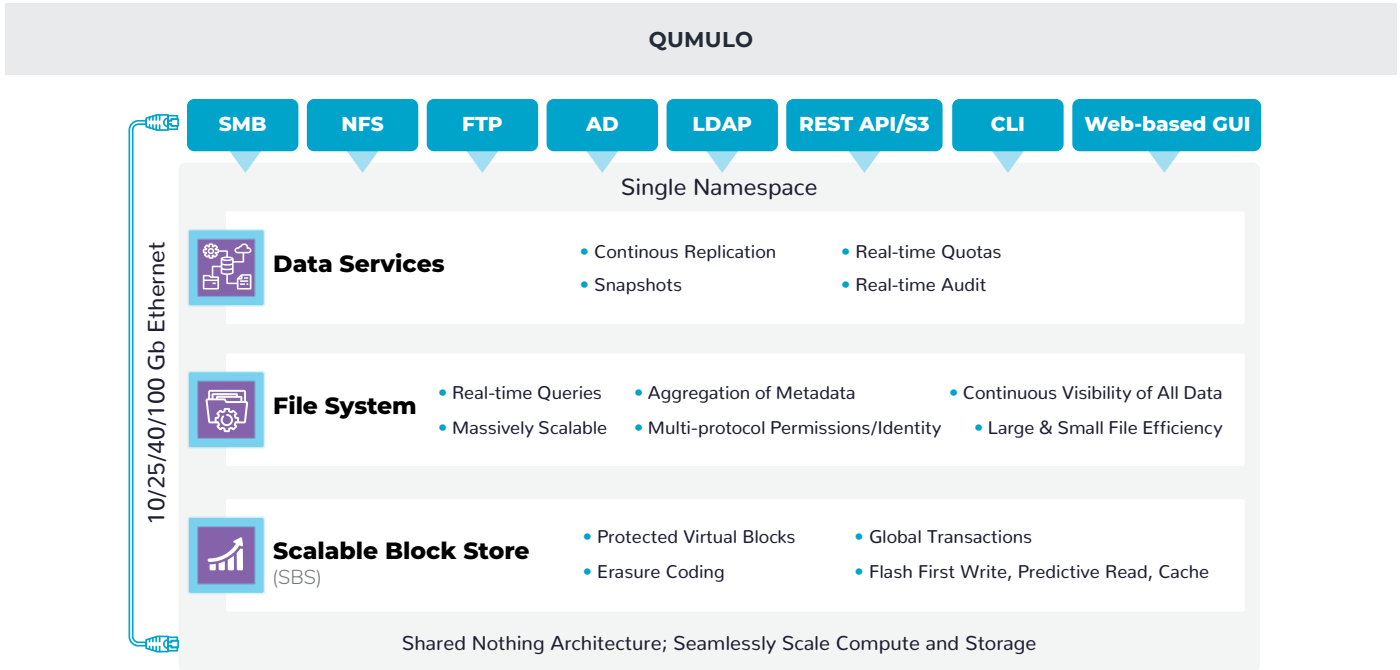 QUMULO
SMB NFS FTP AD LDAP REST API/S3 CLI Web-based GUI
10/25/40/100 Gb Ethernet
Single Namespace
Data Services
• Continous Replication
• Real-time Quotas
• Snapshots
• Real-time Audit
File System
• Real-time Queries
• Aggregation of Metadata
• Continuous Visibility of All Data
• Massively Scalable
• Multi-protocol Permissions/Identity
• Large & Small File Efficiency
Scalable Block Store
(SBS)
• Protected Virtual Blocks
• Global Transactions
• Erasure Coding
• Flash First Write, Predictive Read, Cache
Shared Nothing Architecture; Seamlessly Scale Compute and Storage